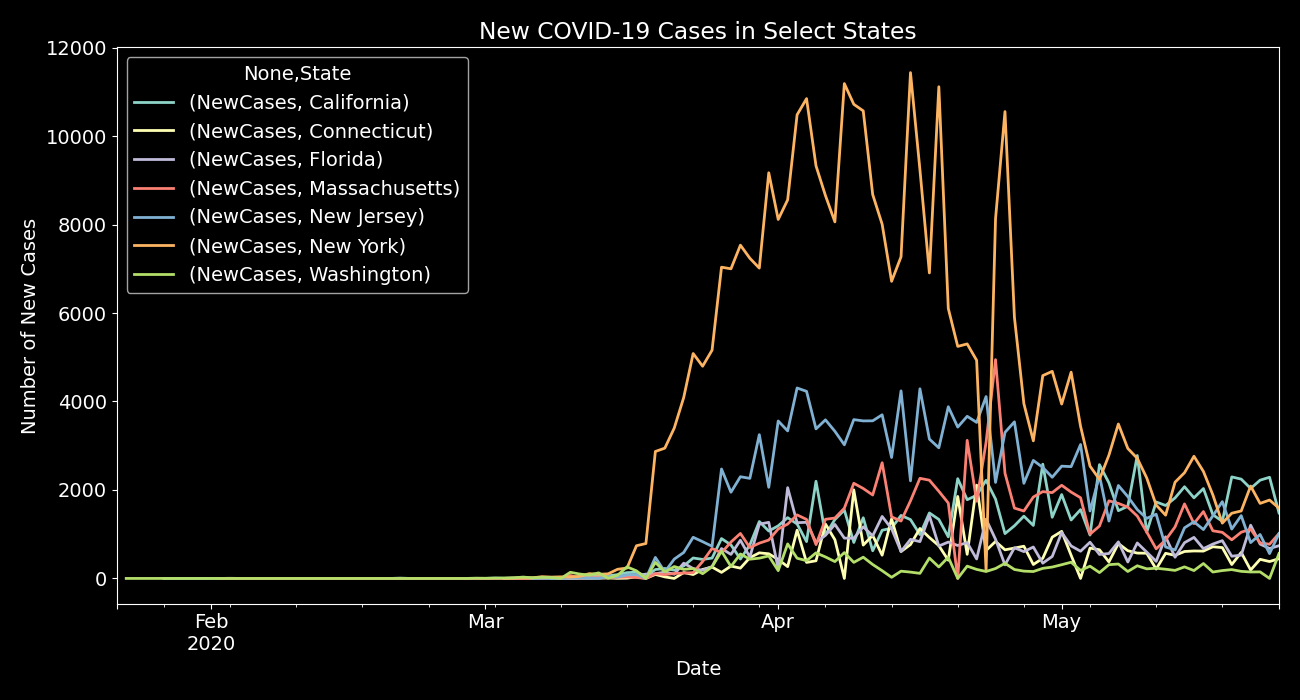 New COVID-19 Cases in Select States
12000
10000
8000
6000
4000
2000
0
Number of New Cases
None,State
(NewCases, California)
(NewCases, Connecticut)
(NewCases, Florida)
(NewCases, Massachusetts)
(NewCases, New Jersey)
(NewCases, New York)
(NewCases, Washington)
Feb
2020
Mar
Apr
May
Date